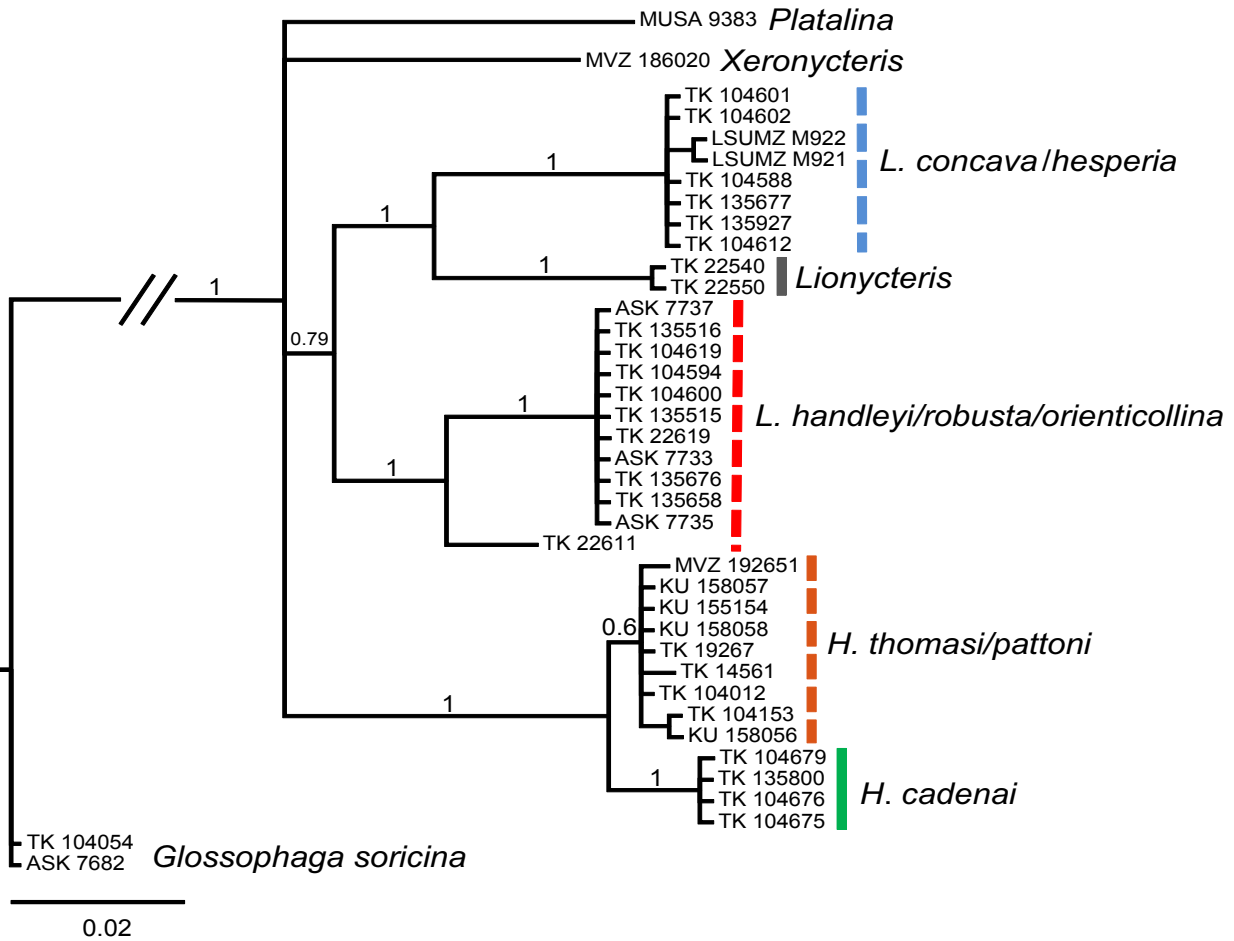 MUSA 9383 Platalina
MVZ 186020 Xeronycteris
TK 104601
TK 104602
LSUMZ M922
LSUMZ M921
TK 104588
TK 135677
TK 135927
TK 104612
L. concava/hesperia
1
1
1
TK 22540
TK 22550
Lionycteris
1
0.79
ASK 7737
TK 135516
TK 104619
TK 104594
TK 104600
TK 135515
TK 22619
ASK 7733
TK 135676
TK 135658
ASK 7735
TK 22611
L. handleyi/robusta/orienticollina
1
1
MVZ 192651
KU 158057
KU 155154
KU 158058
TK 19267
TK 14561
TK 104012
TK 104153
KU 158056
H. thomasi/pattoni
0.6
1
TK 104679
TK 135800
TK 104676
TK 104675
H. cadenai
1
TK 104054
ASK 7682
Glossophaga soricina
0.02